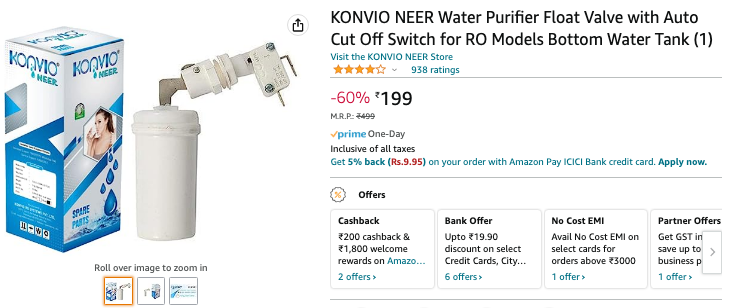 KONVIO NEER Water Purifier Float Valve with Auto
Cut Off Switch for RO Models Bottom Water Tank (1)
Visit the KONVIO NEER Store
938 ratings
-60% ₹199
M.R.P.: ₹499
prime One-Day
Inclusive of all taxes
Get 5% back (Rs.9.95) on your order with Amazon Pay ICICI Bank credit card. Apply now.
Offers
Cashback
₹200 cashback &
₹1,800 welcome
rewards on Amazo...
2 offers ›
Bank Offer
Upto ₹19.90
discount on select
Credit Cards, City...
6 offers ›
No Cost EMI
Avail No Cost EMI on
select cards for
orders above ₹3000
1 offer ›
Partner Offers
Get GST in
save up to
business p
1 offer ›
KONVIO
NEER
KONVIO
NEER
SPARE
PARTS
Roll over image to zoom in